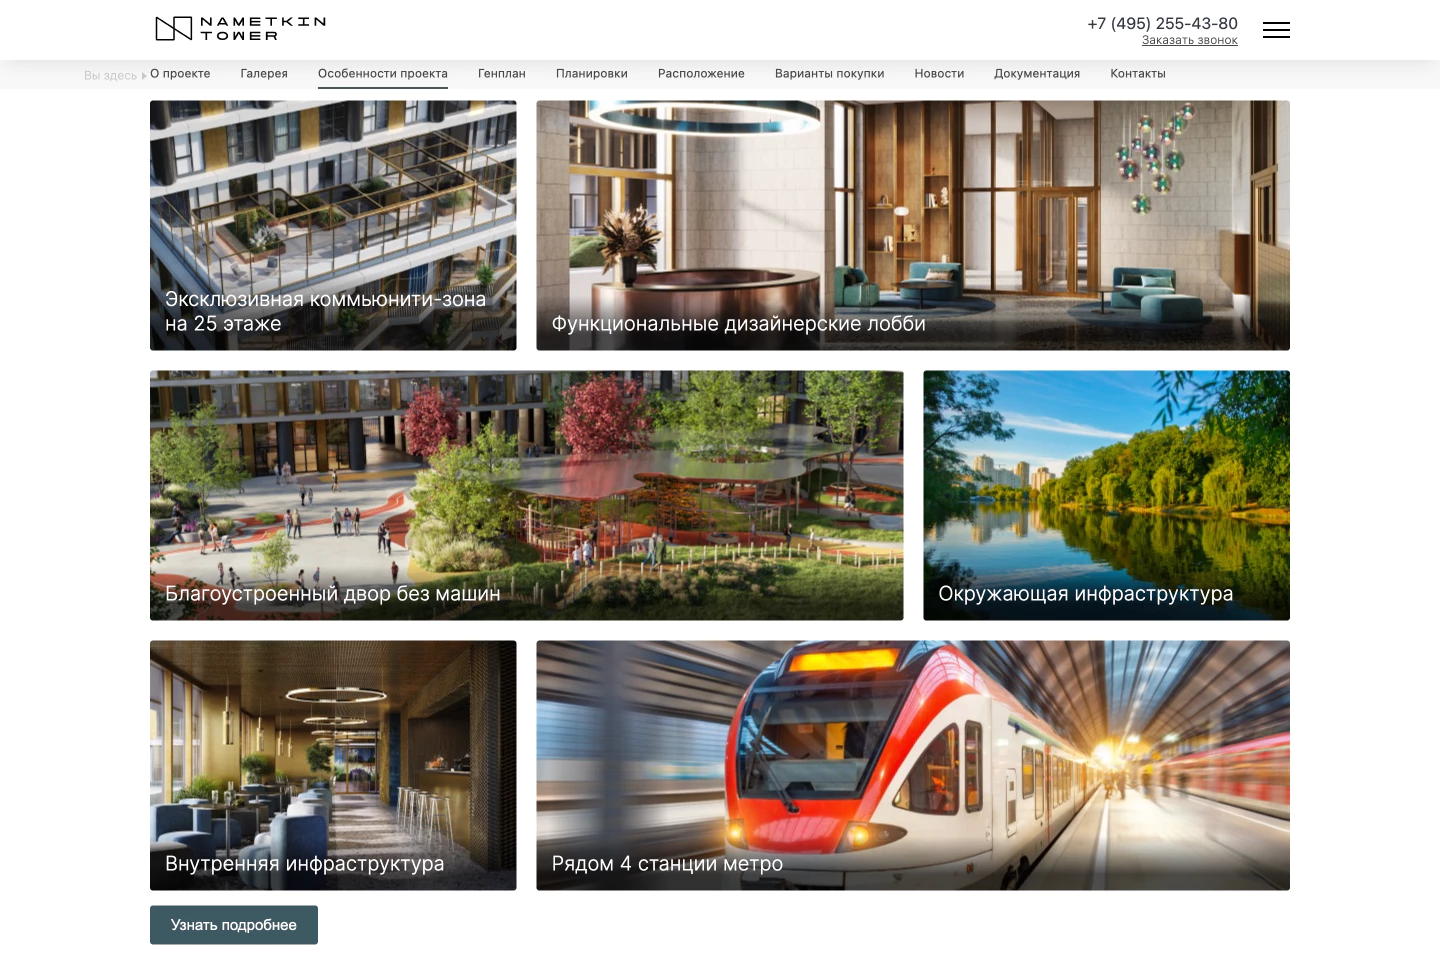 NAMETKIN
TOWER
+7 (495) 255-43-80
Заказать звонок
Вы здесь
О проекте
Галерея
Особенности проекта
Генплан
Планировки
Расположение
Варианты покупки
Новости
Документация
Контакты
Эксклюзивная коммьюнити-зона
на 25 этаже
Функциональные дизайнерские лобби
Благоустроенный двор без машин
Окружающая инфраструктура
Внутренняя инфраструктура
Рядом 4 станции метро
Узнать подробнее